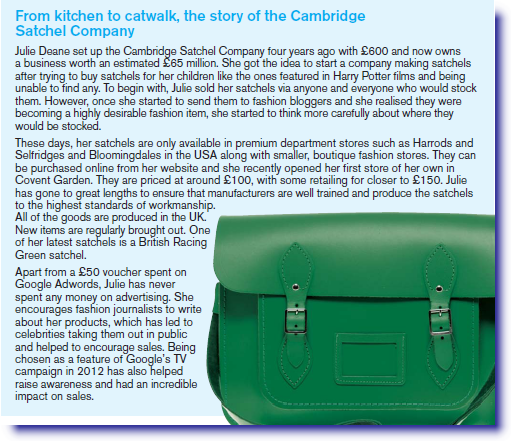 From kitchen to catwalk, the story of the Cambridge
Satchel Company
Julie Deane set up the Cambridge Satchel Company four years ago with £600 and now owns
a business worth an estimated £65 million. She got the idea to start a company making satchels
after trying to buy satchels for her children like the ones featured in Harry Potter films and being
unable to find any. To begin with, Julie sold her satchels via anyone and everyone who would stock
them. However, once she started to send them to fashion bloggers and she realised they were
becoming a highly desirable fashion item, she started to think more carefully about where they
would be stocked.
These days, her satchels are only available in premium department stores such as Harrods and
Selfridges and Bloomingdales in the USA along with smaller, boutique fashion stores. They can
be purchased online from her website and she recently opened her first store of her own in
Covent Garden. They are priced at around £100, with some retailing for closer to £150. Julie
has gone to great lengths to ensure that manufacturers are well trained and produce the satchels
to the highest standards of workmanship.
All of the goods are produced in the UK.
New items are regularly brought out. One
of her latest satchels is a British Racing
Green satchel.
Apart from a £50 voucher spent on
Google Adwords, Julie has never
spent any money on advertising. She
encourages fashion journalists to write
about her products, which has led to
celebrities taking them out in public
and helped to encourage sales. Being
chosen as a feature of Google's TV
campaign in 2012 has also helped
raise awareness and had an incredible
impact on sales.